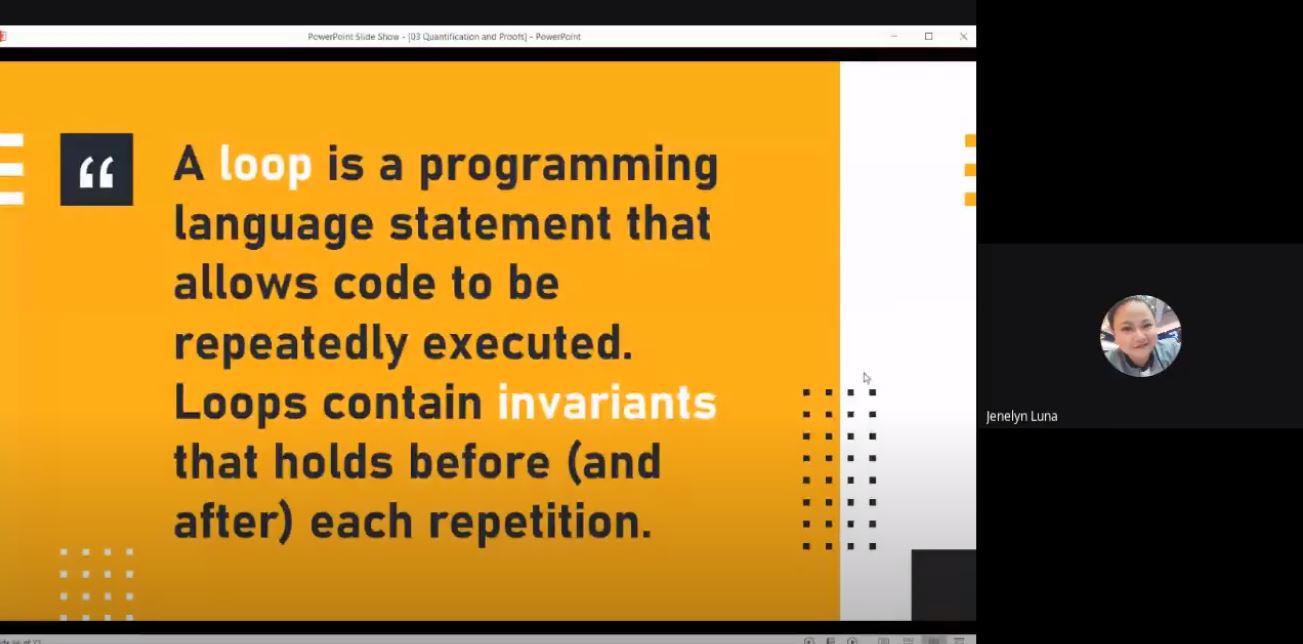 PowerPoint Slide Show - [03 Quantification and Proofs] - PowerPoint
“
A loop is a programming
language statement that
allows code to be
repeatedly executed.
Loops contain invariants
that holds before (and
after) each repetition.
Jenelyn Luna